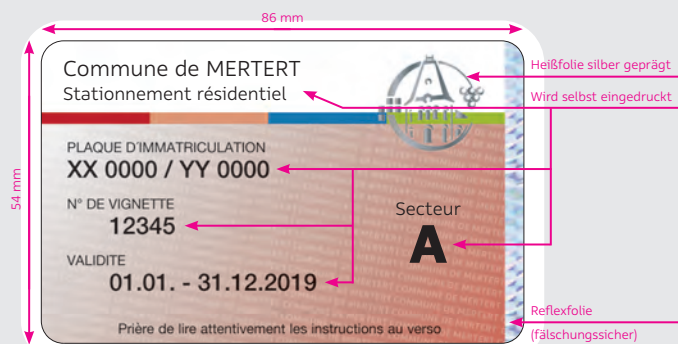 86 mm
54 mm
Commune de MERTERT
Stationnement résidentiel
Heißfolie silber geprägt
Wird selbst eingedruckt
PLAQUE D'IMMATRICULATION
XX 0000 / YY 0000
N° DE VIGNETTE
12345
Secteur
A
VALIDITE
01.01. - 31.12.2019
Prière de lire attentivement les instructions au verso
Reflexfolie
(fälschungssicher)